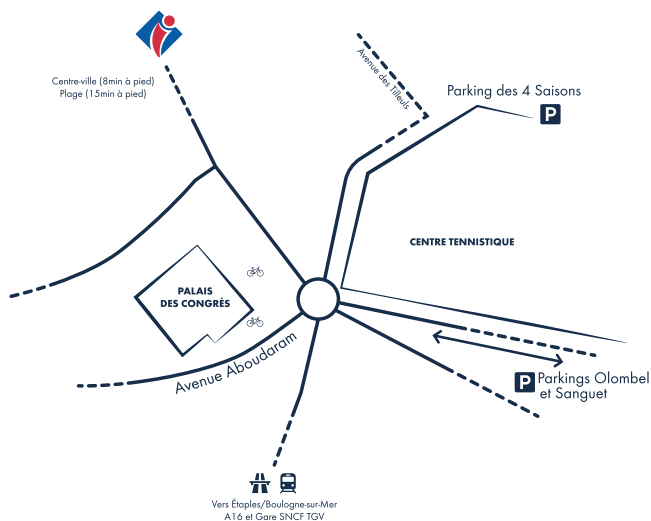 Centre-ville (8min à pied)
Plage (15min à pied)
Avenue des Tilleuls
Parking des 4 Saisons
P
CENTRE TENNISTIQUE
PALAIS
DES CONGRÈS
Avenue Aboudaram
P Parkings Olombel
et Sanguet
Vers Étaples/Boulogne-sur-Mer
A16 et Gare SNCF TGV